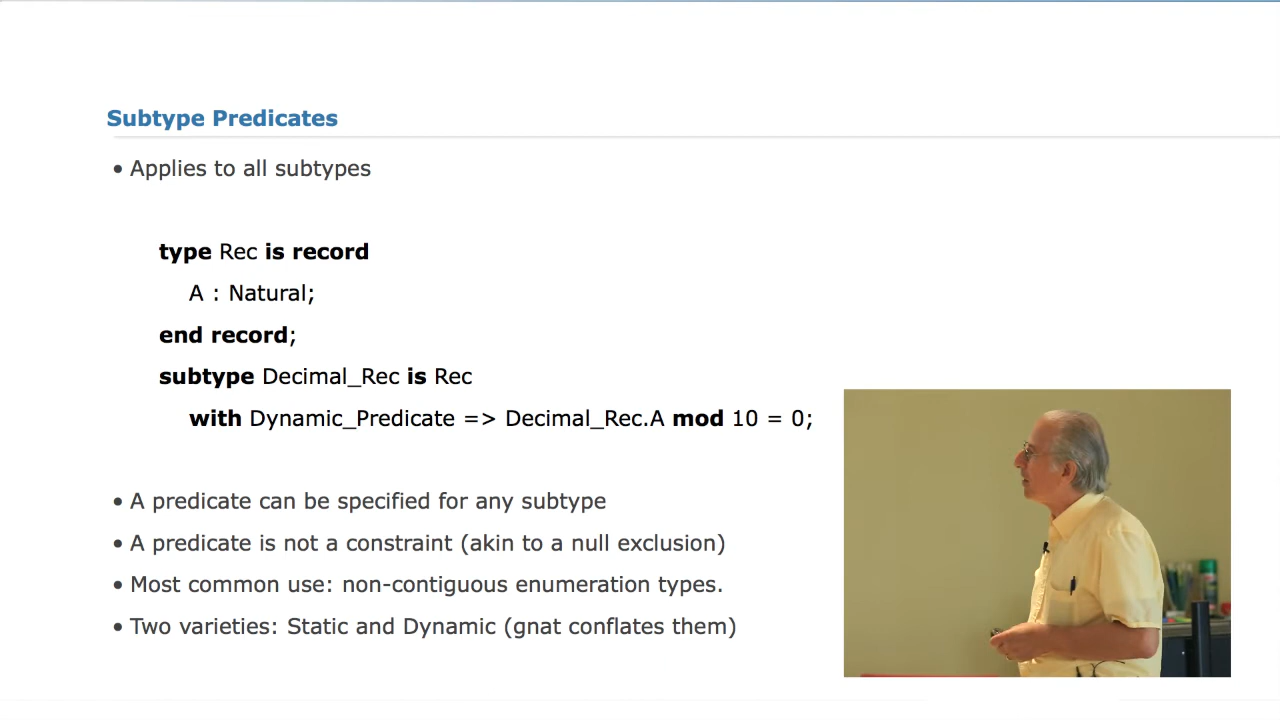 Subtype Predicates
• Applies to all subtypes
type Rec is record
A : Natural;
end record;
subtype Decimal_Rec is Rec
with Dynamic_Predicate => Decimal_Rec.A mod 10 = 0;
• A predicate can be specified for any subtype
• A predicate is not a constraint (akin to a null exclusion)
• Most common use: non-contiguous enumeration types.
• Two varieties: Static and Dynamic (gnat conflates them)